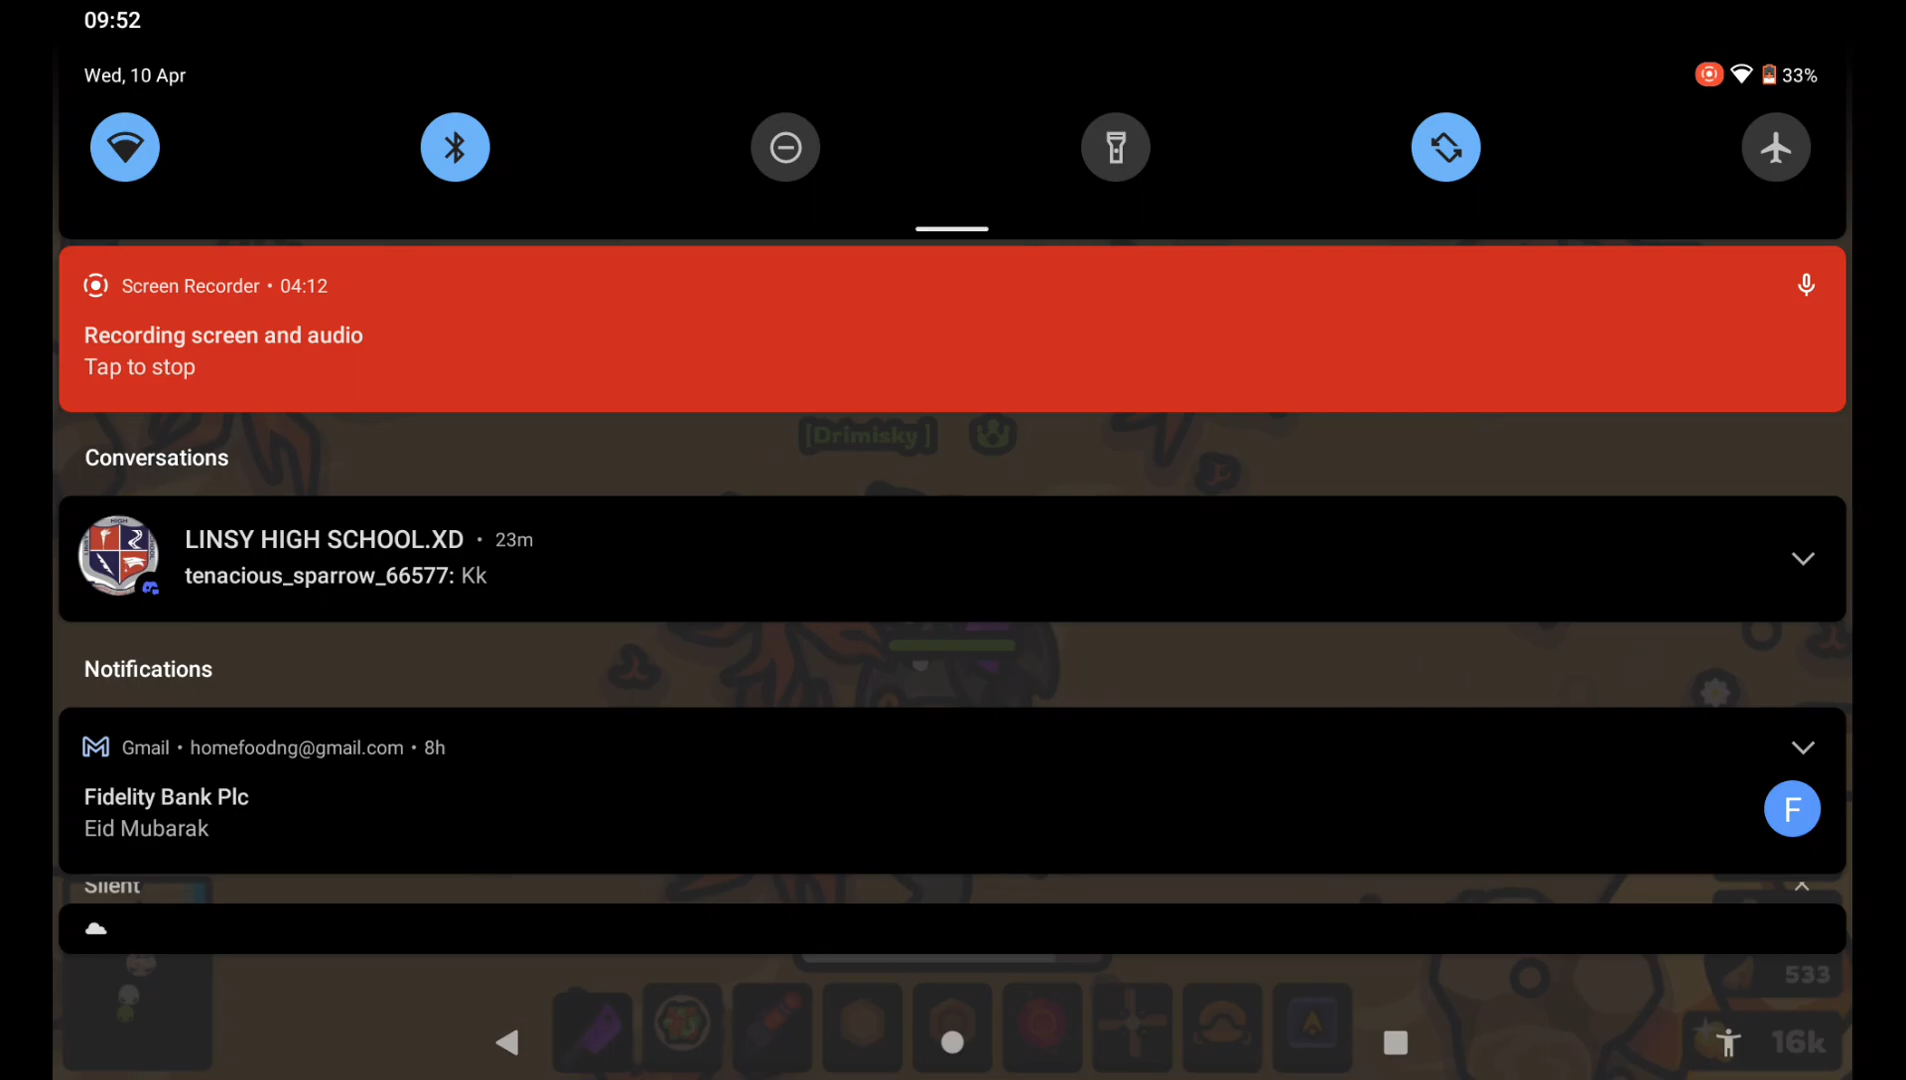 09:52
Wed, 10 Apr
33%
Screen Recorder • 04:12
Recording screen and audio
Tap to stop
[Drimisky]
Conversations
LINSY HIGH SCHOOL.XD • 23m
tenacious_sparrow_66577: Kk
Notifications
Gmail • homefoodng@gmail.com • 8h
Fidelity Bank Plc
F
Eid Mubarak
Silent
533
16k